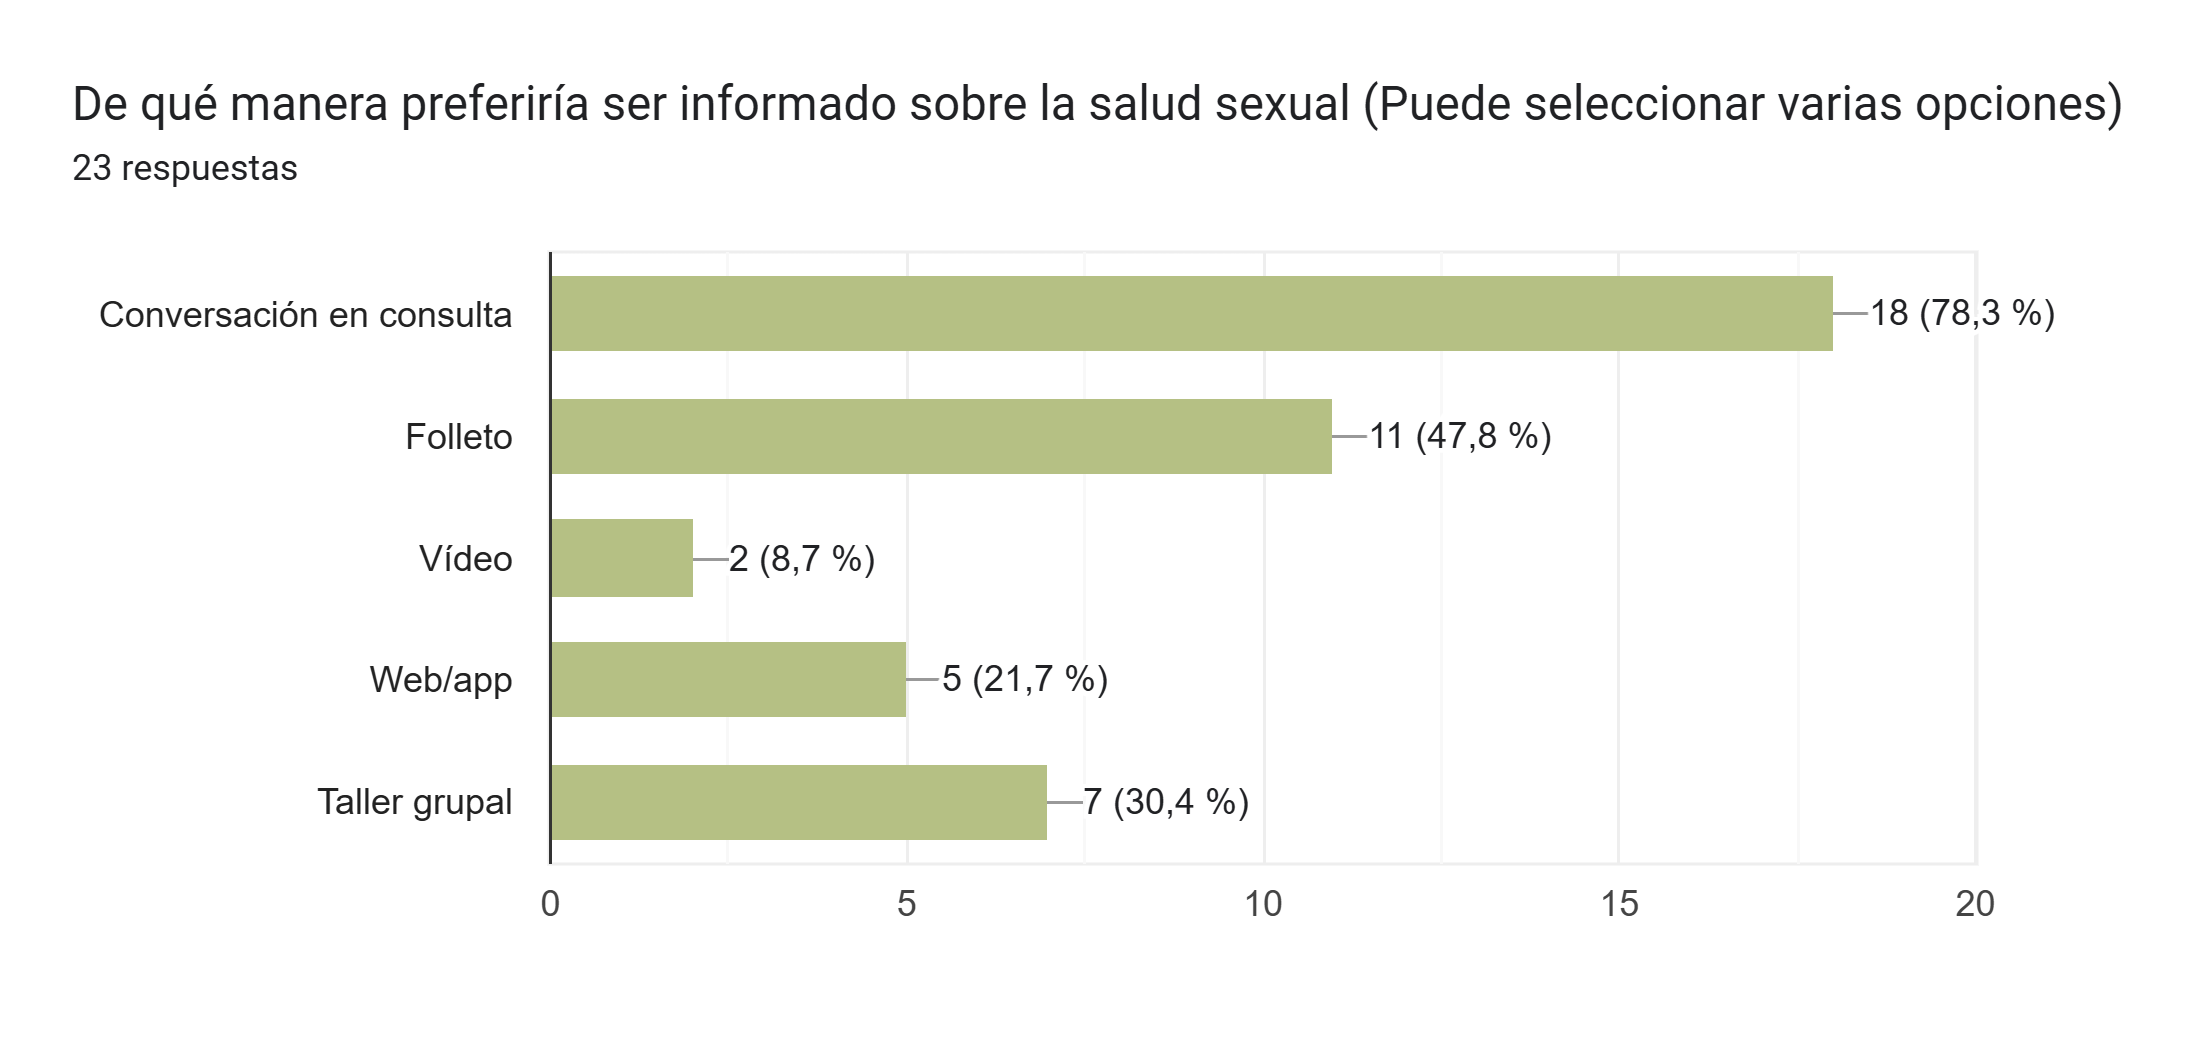 De qué manera preferiría ser informado sobre la salud sexual (Puede seleccionar varias opciones)
23 respuestas
Conversación en consulta
18 (78,3 %)
Folleto
11 (47,8 %)
Vídeo
2 (8,7 %)
Web/app
5 (21,7 %)
Taller grupal
7 (30,4 %)
0 5 10 15 20